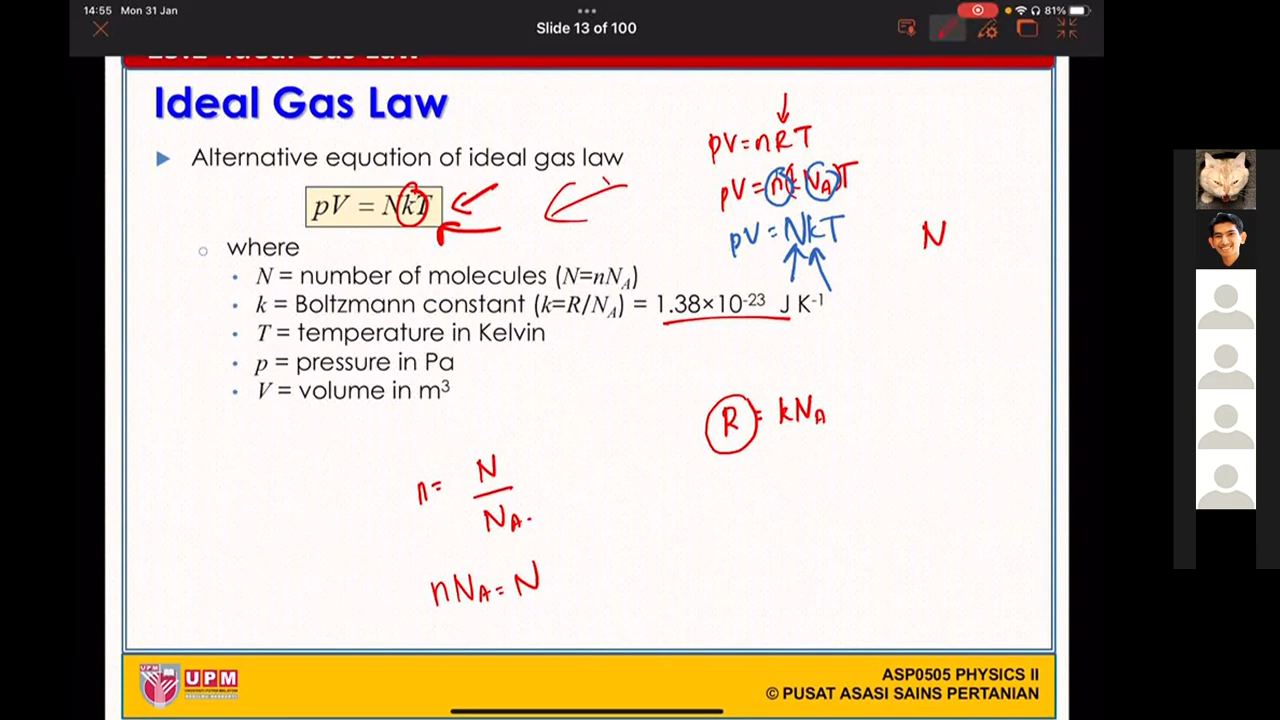 14:55 Mon 31 Jan
81%
Slide 13 of 100
Ideal Gas Law
Alternative equation of ideal gas law
pV = NkT
where
N = number of molecules (N=nN_A)
k = Boltzmann constant (k=R/N_A) = 1.38×10⁻²³ J K⁻¹
T = temperature in Kelvin
p = pressure in Pa
V = volume in m³
pV = nRT
pV = n(kN_A)T
pV = NkT
N
R = kN_A
n = N / N_A
nN_A = N
UPM
UPM
ASP0505 PHYSICS II
© PUSAT ASASI SAINS PERTANIAN